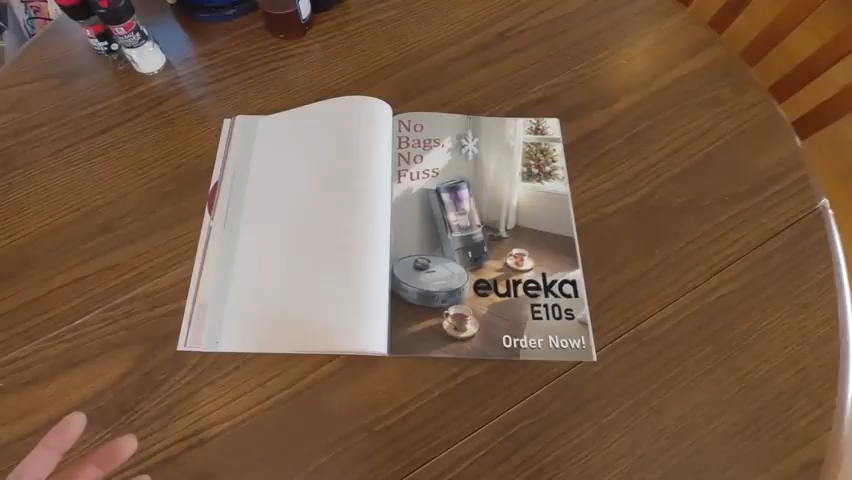 No
Bags,
No
Fuss
eureka
E10s
Order Now!